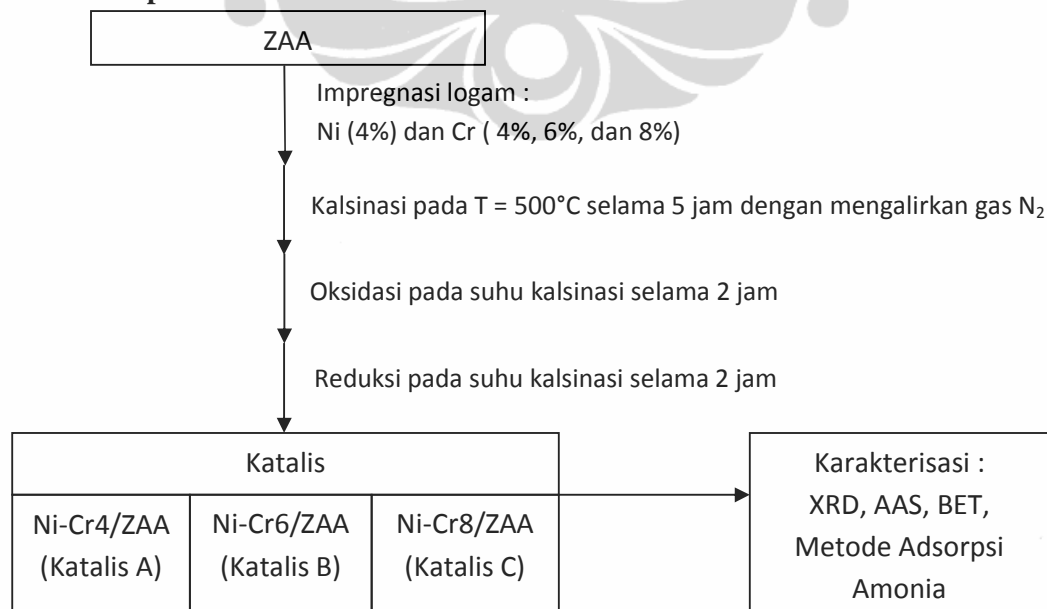 ZAA
Impregnasi logam :
Ni (4%) dan Cr ( 4%, 6%, dan 8%)
Kalsinasi pada T = 500°C selama 5 jam dengan mengalirkan gas N₂
Oksidasi pada suhu kalsinasi selama 2 jam
Reduksi pada suhu kalsinasi selama 2 jam
Katalis
Ni-Cr4/ZAA
(Katalis A)
Ni-Cr6/ZAA
(Katalis B)
Ni-Cr8/ZAA
(Katalis C)
Karakterisasi :
XRD, AAS, BET,
Metode Adsorpsi
Amonia